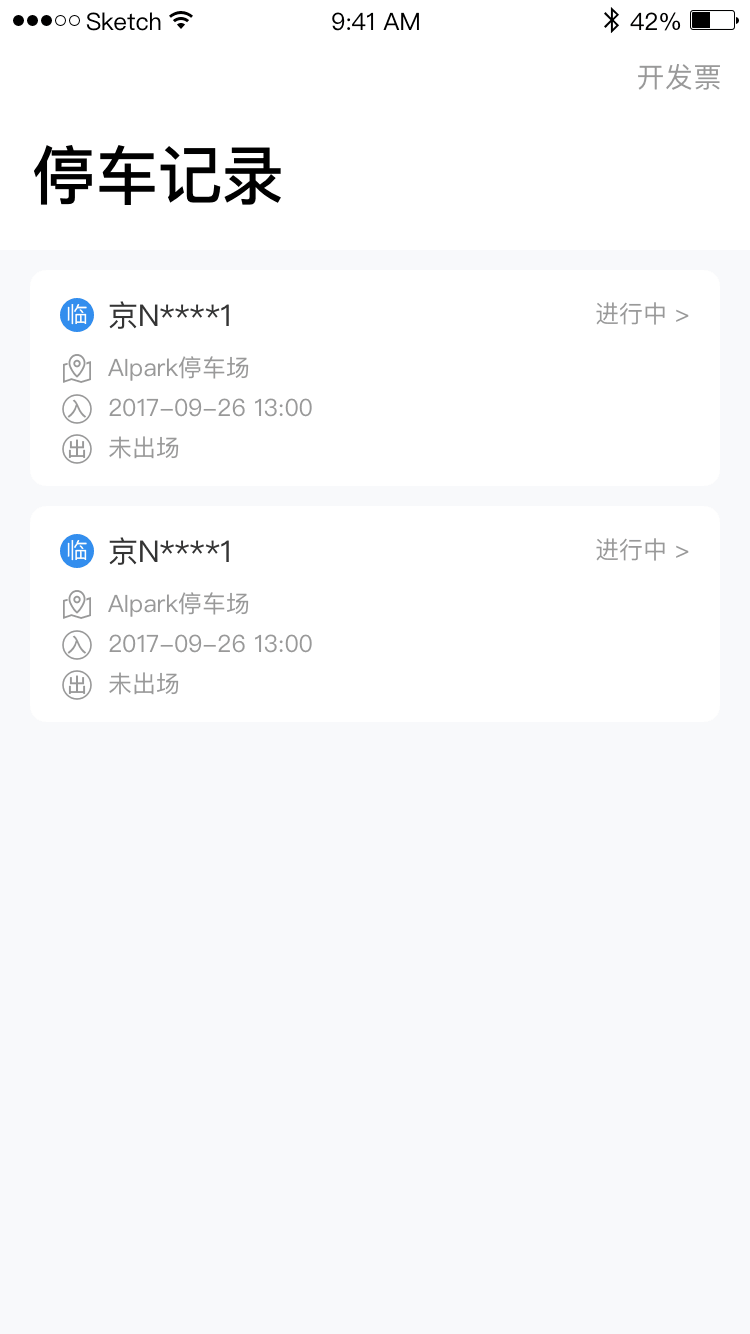 Sketch 9:41 AM 42%
开发票
停车记录
临 京N****1 进行中 >
AIpark停车场
入 2017-09-26 13:00
出 未出场
临 京N****1 进行中 >
AIpark停车场
入 2017-09-26 13:00
出 未出场